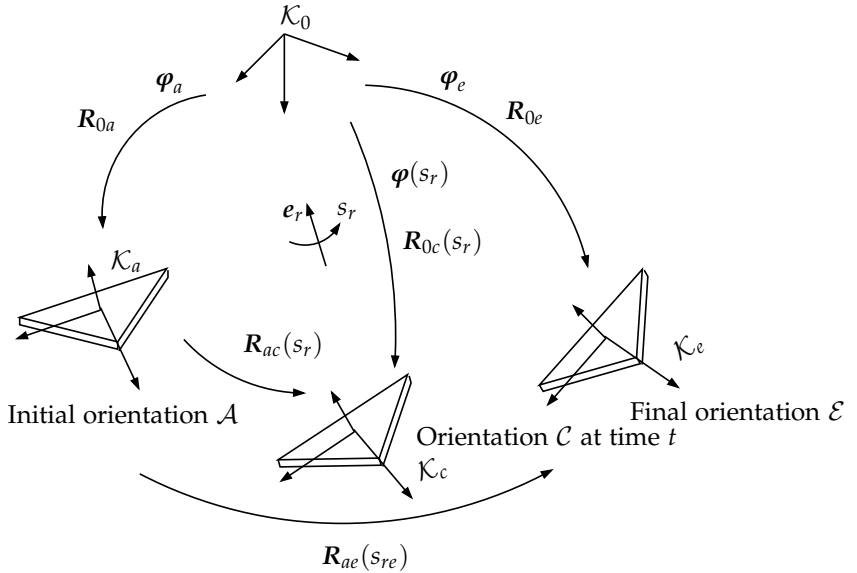 𝒦₀
𝝋ₐ
𝝋ₑ
𝑹₀ₐ
𝑹₀ₑ
𝝋(sᵣ)
𝒆ᵣ sᵣ
𝑹₀c(sᵣ)
𝒦ₐ
𝑹ac(sᵣ)
𝒦ₑ
Initial orientation 𝒜
Final orientation ℰ
Orientation 𝒞 at time t
𝒦c
𝑹ae(sre)